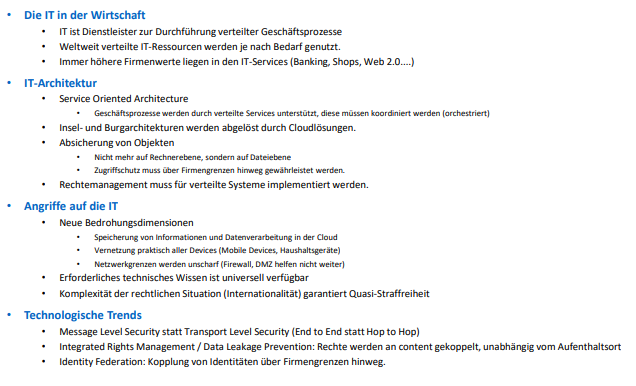 • Die IT in der Wirtschaft
• IT ist Dienstleister zur Durchführung verteilter Geschäftsprozesse
• Weltweit verteilte IT-Ressourcen werden je nach Bedarf genutzt.
• Immer höhere Firmenwerte liegen in den IT-Services (Banking, Shops, Web 2.0....)
• IT-Architektur
• Service Oriented Architecture
• Geschäftsprozesse werden durch verteilte Services unterstützt, diese müssen koordiniert werden (orchestriert)
• Insel- und Burgarchitekturen werden abgelöst durch Cloudlösungen.
• Absicherung von Objekten
• Nicht mehr auf Rechnerebene, sondern auf Dateiebene
• Zugriffschutz muss über Firmengrenzen hinweg gewährleistet werden.
• Rechtemanagement muss für verteilte Systeme implementiert werden.
• Angriffe auf die IT
• Neue Bedrohungsdimensionen
• Speicherung von Informationen und Datenverarbeitung in der Cloud
• Vernetzung praktisch aller Devices (Mobile Devices, Haushaltsgeräte)
• Netzwerkgrenzen werden unscharf (Firewall, DMZ helfen nicht weiter)
• Erforderliches technisches Wissen ist universell verfügbar
• Komplexität der rechtlichen Situation (Internationalität) garantiert Quasi-Straffreiheit
• Technologische Trends
• Message Level Security statt Transport Level Security (End to End statt Hop to Hop)
• Integrated Rights Management / Data Leakage Prevention: Rechte werden an content gekoppelt, unabhängig vom Aufenthaltsort
• Identity Federation: Kopplung von Identitäten über Firmengrenzen hinweg.